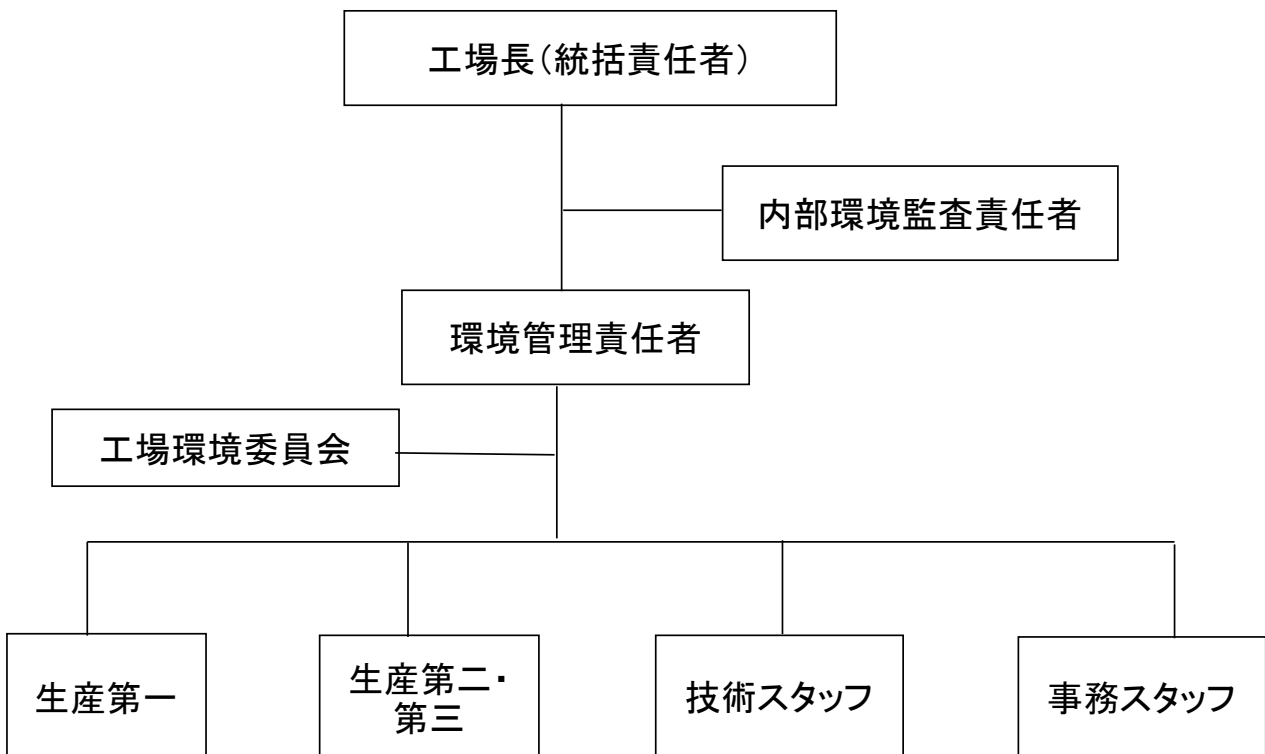 工場長(統括責任者)
内部環境監査責任者
環境管理責任者
工場環境委員会
生産第一
生産第二・
第三
技術スタッフ
事務スタッフ